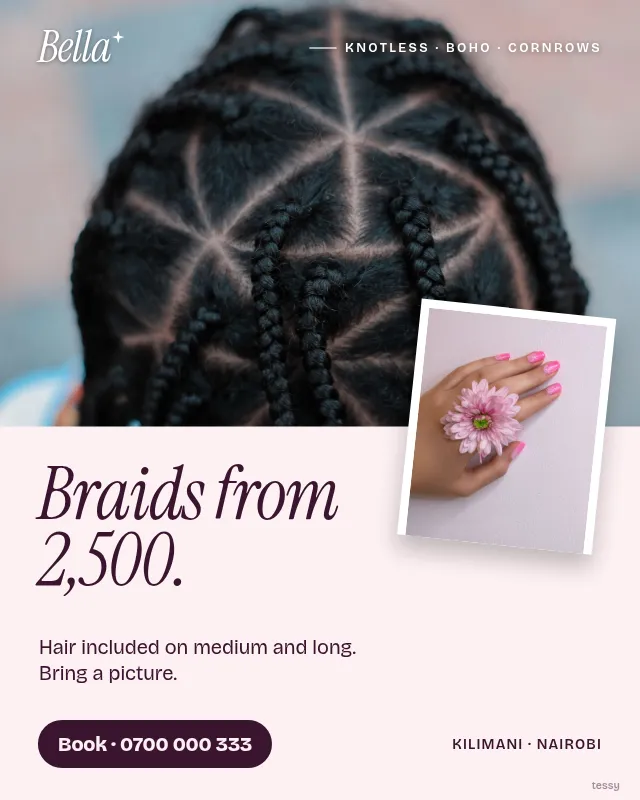 Bella
KNOTLESS · BOHO · CORNROWS
Braids from
2,500.
Hair included on medium and long.
Bring a picture.
Book · 0700 000 333
KILIMANI · NAIROBI
tessy